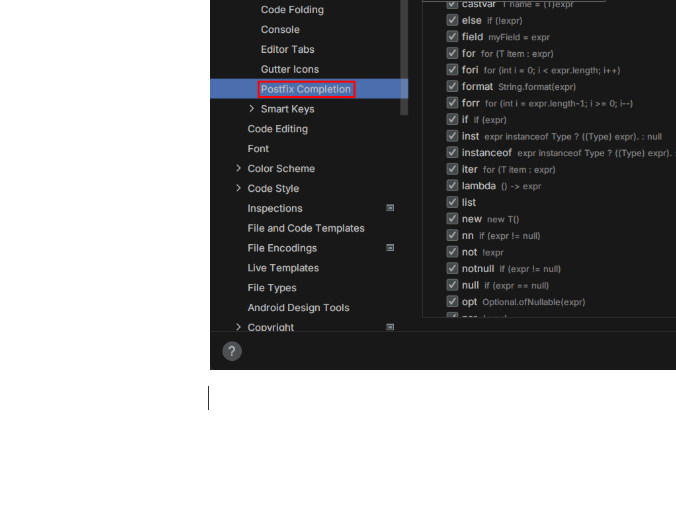 Code Folding
Console
Editor Tabs
Gutter Icons
Postfix Completion
Smart Keys
Code Editing
Font
Color Scheme
Code Style
Inspections
File and Code Templates
File Encodings
Live Templates
File Types
Android Design Tools
Copyright
?
castvar T name = (T)expr
else if (!expr)
field myField = expr
for for (T item : expr)
fori for (int i = 0; i < expr.length; i++)
format String.format(expr)
forr for (int i = expr.length-1; i >= 0; i--)
if if (expr)
inst expr instanceof Type ? ((Type) expr). : null
instanceof expr instanceof Type ? ((Type) expr). :
iter for (T item : expr)
lambda () -> expr
list
new new T()
nn if (expr != null)
not !expr
notnull if (expr != null)
null if (expr == null)
opt Optional.ofNullable(expr)